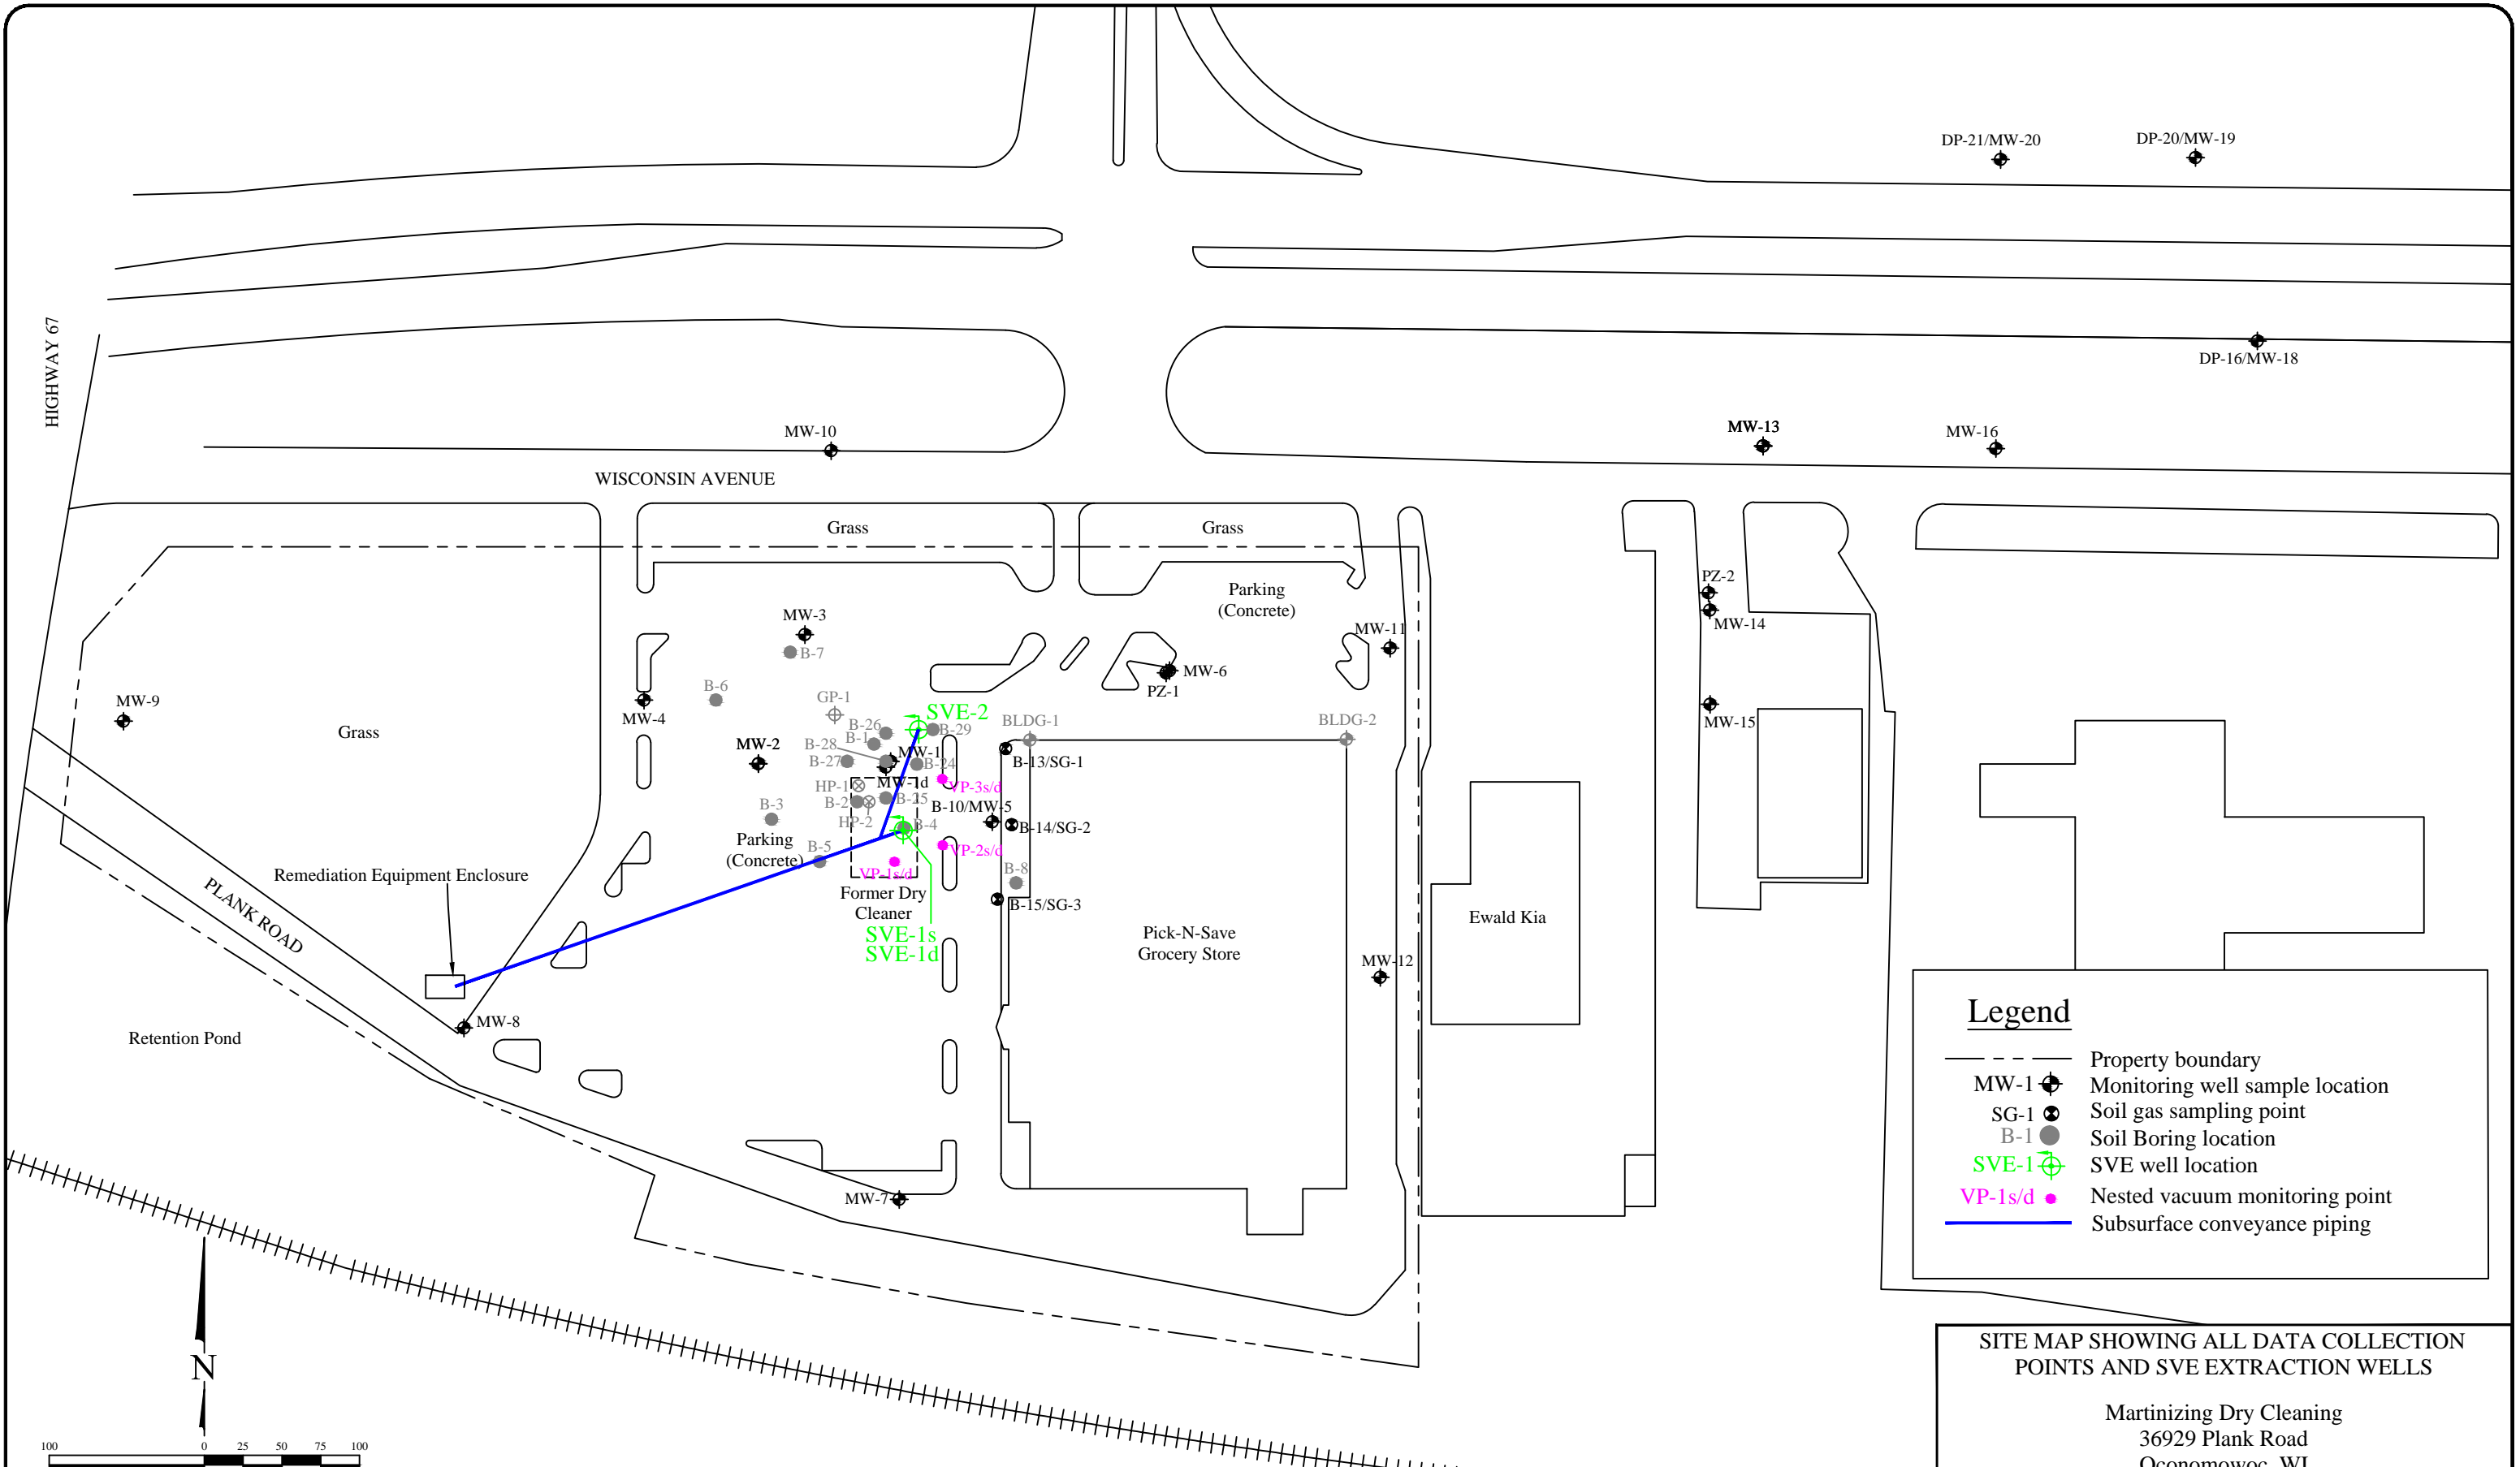 DP-21/MW-20
DP-20/MW-19
HIGHWAY 67
DP-16/MW-18
MW-10
MW-13
MW-16
WISCONSIN AVENUE
Grass
Grass
Parking
(Concrete)
PZ-2
MW-14
MW-3
B-7
MW-11
MW-6
PZ-1
MW-9
B-6
MW-4
GP-1
SVE-2
B-29
BLDG-1
BLDG-2
MW-15
Grass
B-26
B-1
MW-2
B-28
MW-1
B-27
B-24
B-13/SG-1
MW-1d
HP-1
VP-3s/d
B-2
B-25
B-3
B-10/MW-5
HP-2
B-4
B-14/SG-2
Parking
(Concrete)
B-5
VP-2s/d
VP-1s/d
B-8
Remediation Equipment Enclosure
PLANK ROAD
Former Dry
Cleaner
B-15/SG-3
SVE-1s
SVE-1d
Pick-N-Save
Grocery Store
Ewald Kia
MW-12
MW-8
Retention Pond
MW-7
Legend
Property boundary
MW-1 Monitoring well sample location
SG-1 Soil gas sampling point
B-1 Soil Boring location
SVE-1 SVE well location
VP-1s/d Nested vacuum monitoring point
Subsurface conveyance piping
N
100 0 25 50 75 100
SITE MAP SHOWING ALL DATA COLLECTION
POINTS AND SVE EXTRACTION WELLS
Martinizing Dry Cleaning
36929 Plank Road
Oconomowoc, WI